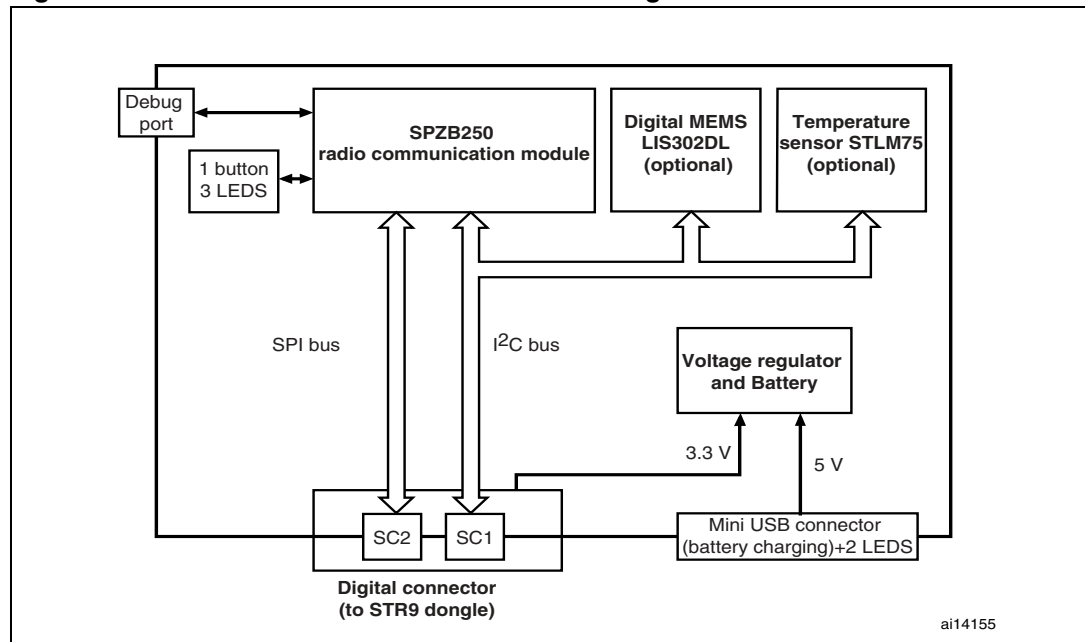 Debug
port
SPZB250
radio communication module
Digital MEMS
LIS302DL
(optional)
Temperature
sensor STLM75
(optional)
1 button
3 LEDS
SPI bus
I2C bus
Voltage regulator
and Battery
3.3 V
5 V
SC2
SC1
Mini USB connector
(battery charging)+2 LEDS
Digital connector
(to STR9 dongle)
ai14155